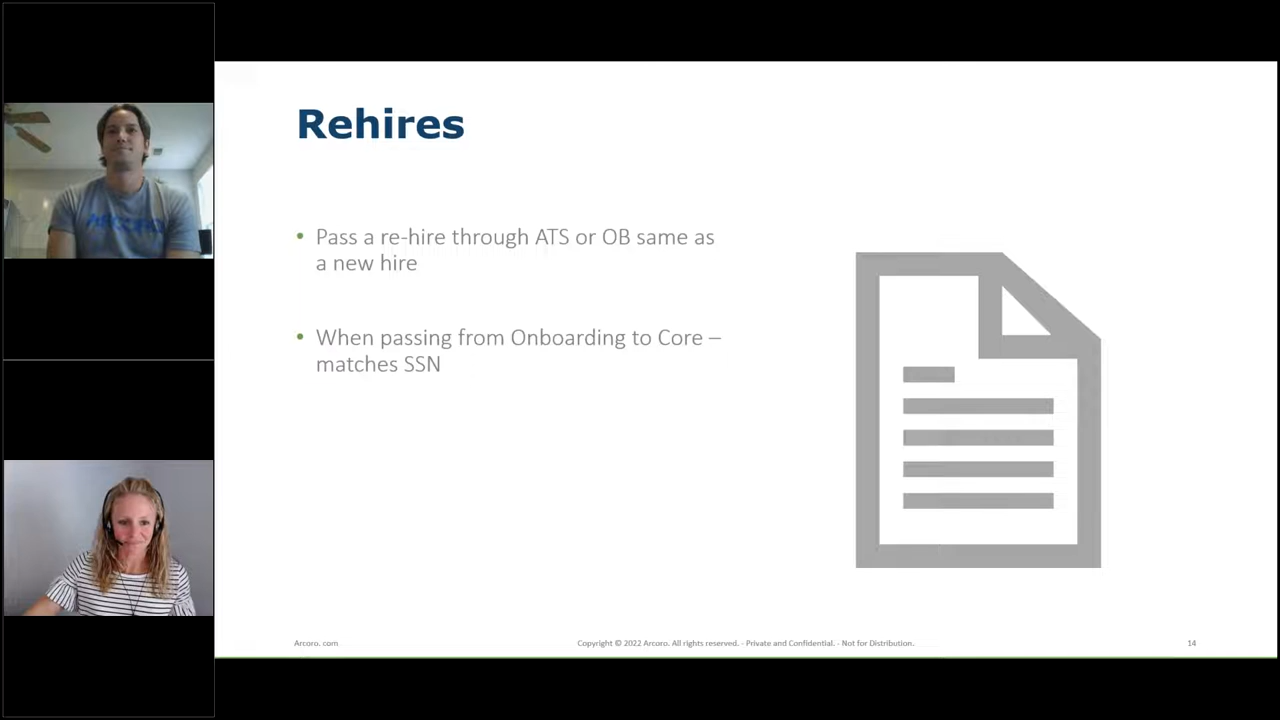 Rehires
• Pass a re-hire through ATS or OB same as
a new hire
• When passing from Onboarding to Core –
matches SSN
Arcoro. com
Copyright © 2022 Arcoro. All rights reserved. - Private and Confidential. - Not for Distribution.
14